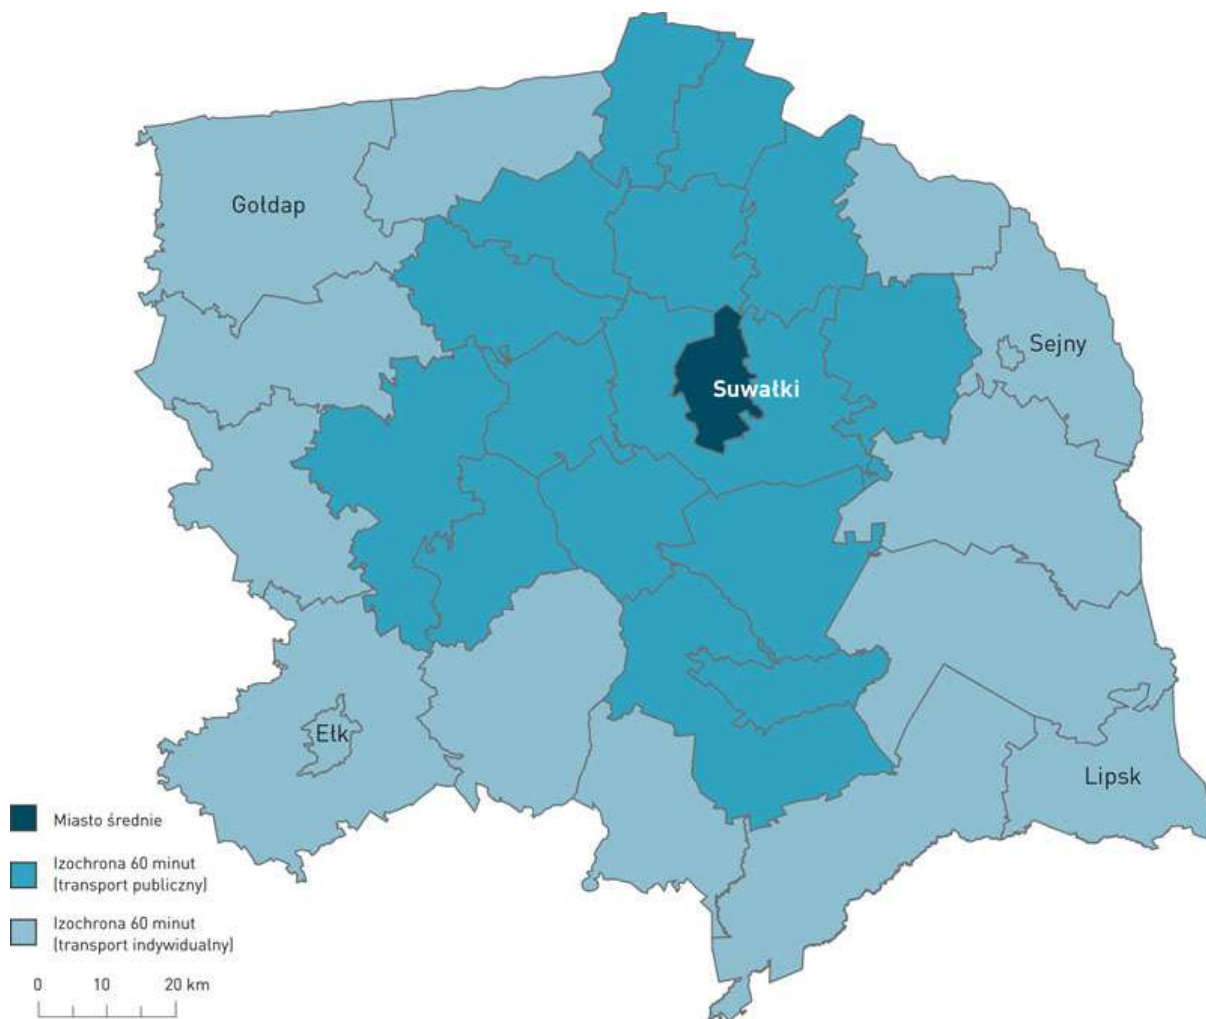 Gołdap
Sejny
Suwałki
Ełk
Lipsk
Miasto średnie
Izochrona 60 minut
(transport publiczny)
Izochrona 60 minut
(transport indywidualny)
0 10 20 km